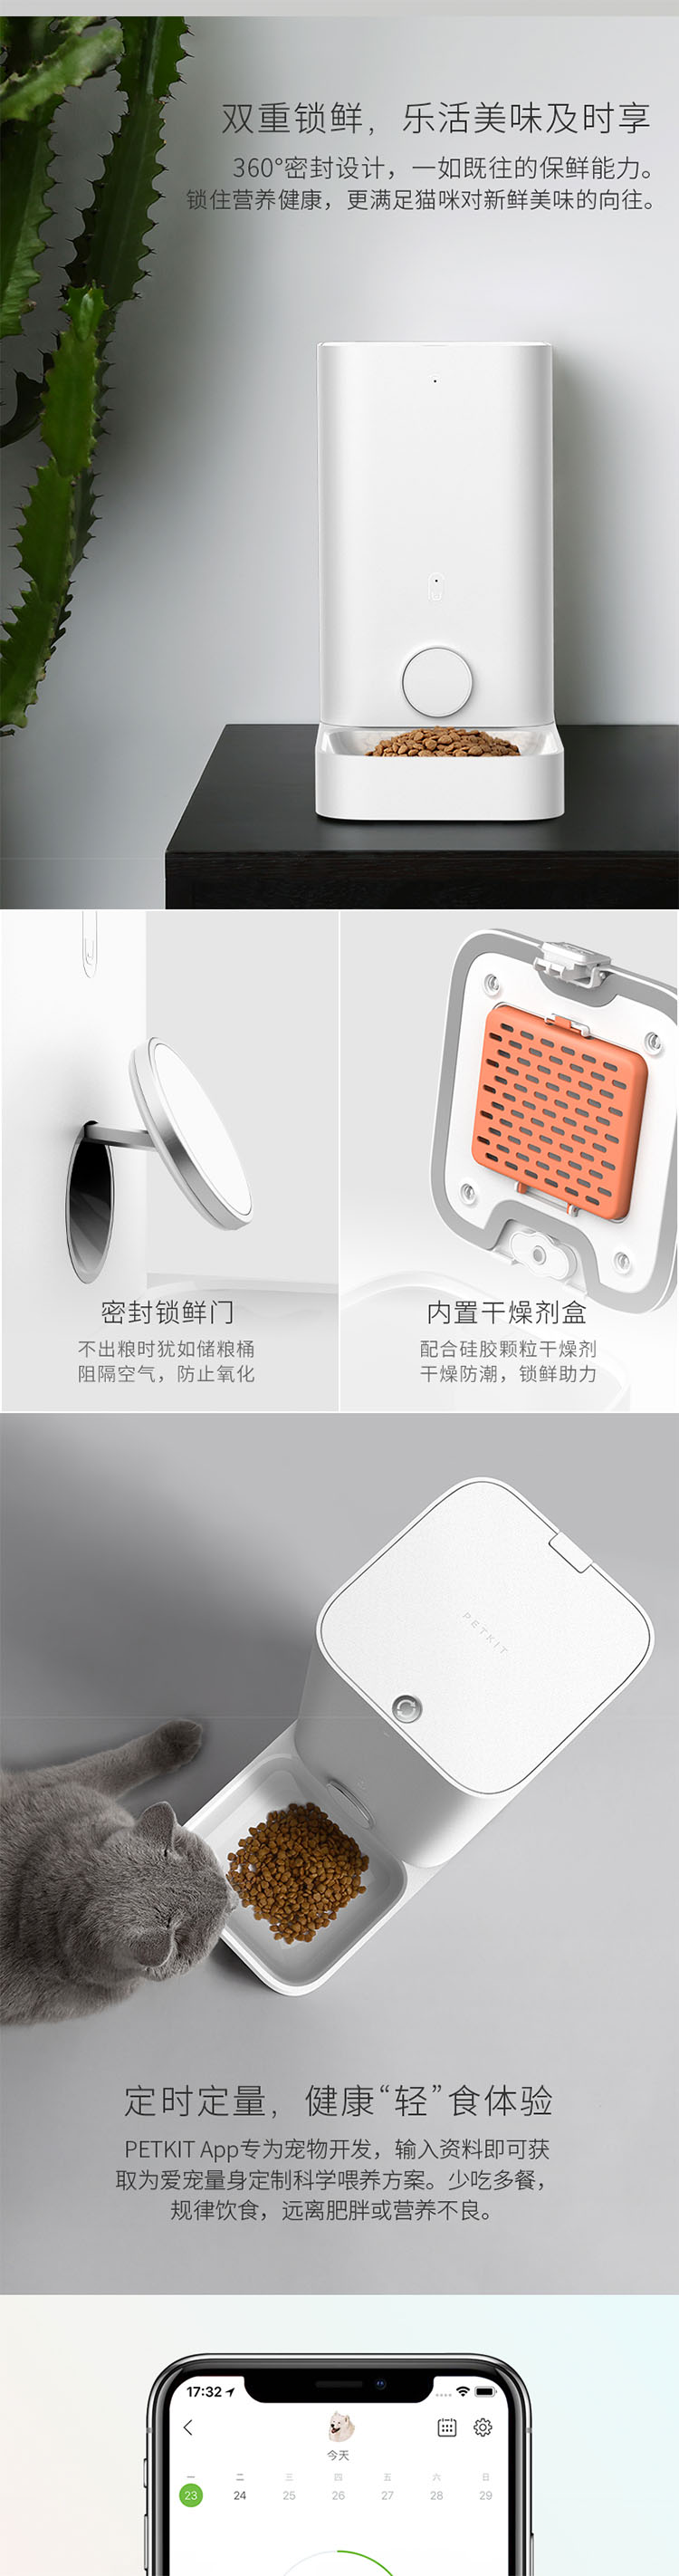 双重锁鲜，乐活美味及时享
360°密封设计，一如既往的保鲜能力。
锁住营养健康，更满足猫咪对新鲜美味的向往。
密封锁鲜门
不出粮时犹如储粮桶
阻隔空气，防止氧化
内置干燥剂盒
配合硅胶颗粒干燥剂
干燥防潮，锁鲜助力
PETKIT
定时定量，健康“轻”食体验
PETKIT App专为宠物开发，输入资料即可获
取为爱宠量身定制科学喂养方案。少吃多餐，
规律饮食，远离肥胖或营养不良。
17:32
今天
一 二 三 四 五 六 日
23 24 25 26 27 28 29